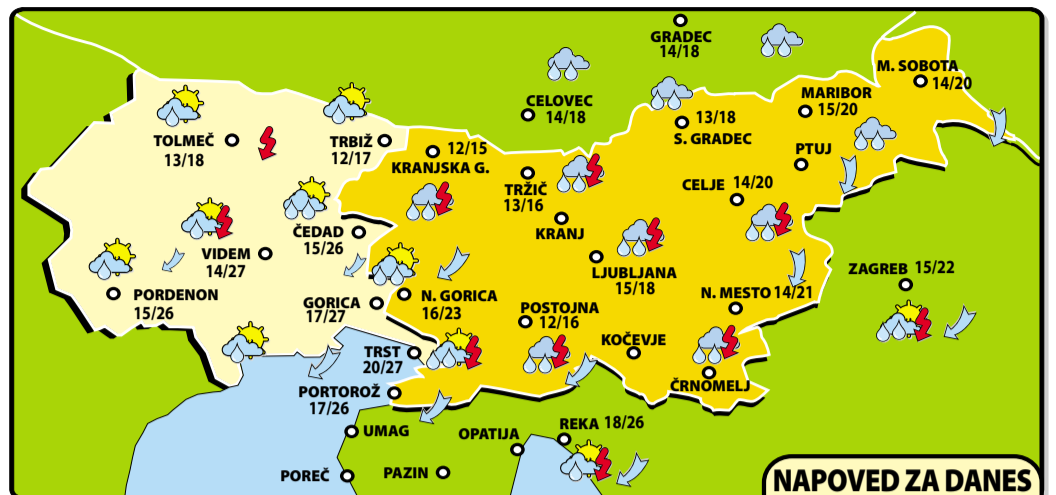 GRADEC
14/18
M. SOBOTA
14/20
CELOVEC
14/18
MARIBOR
15/20
13/18
S. GRADEC
TOLMEČ
13/18
TRBIŽ
12/17
12/15
KRANJSKA G.
PTUJ
TRŽIČ
13/16
CELJE 14/20
KRANJ
ČEDAD
15/26
VIDEM
14/27
LJUBLJANA
15/18
ZAGREB 15/22
PORDENON
15/26
GORICA
17/27
N. GORICA
16/23
N. MESTO 14/21
POSTOJNA
12/16
KOČEVJE
TRST
20/27
ČRNOMELJ
PORTOROŽ
17/26
UMAG
OPATIJA
REKA 18/26
POREČ
PAZIN
NAPOVED ZA DANES